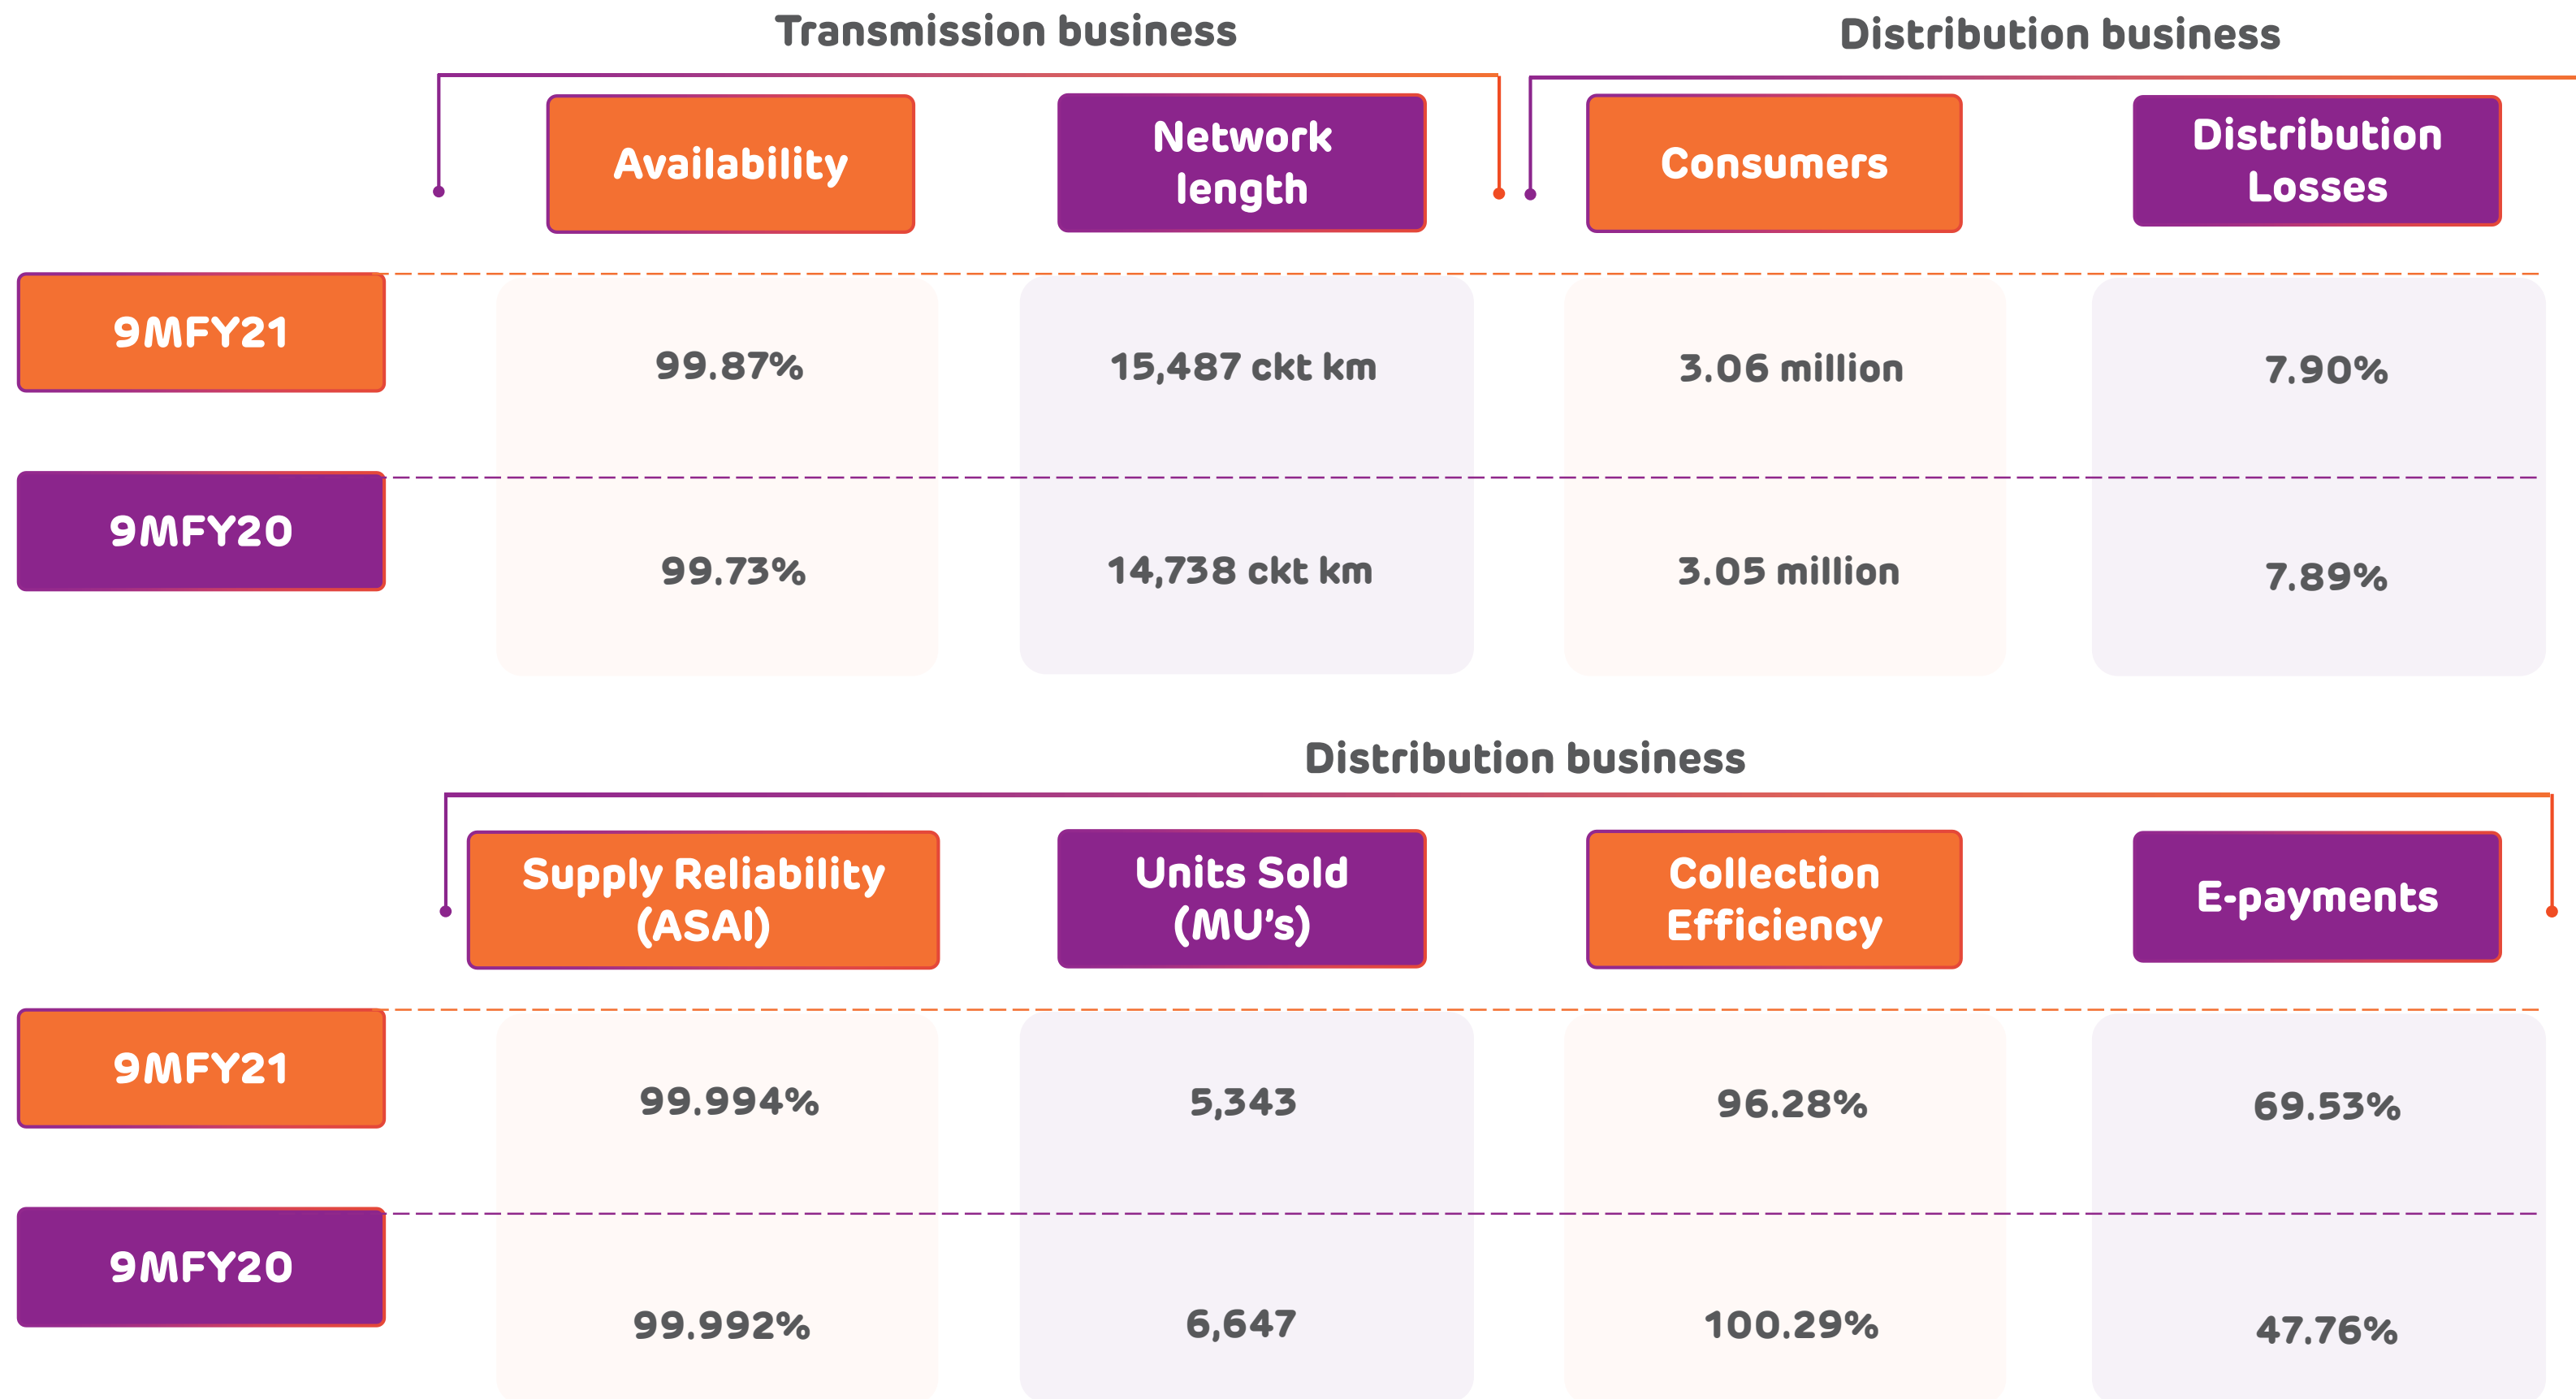 Transmission business
Distribution business
Availability
Network
length
Consumers
Distribution
Losses
9MFY21
99.87%
15,487 ckt km
3.06 million
7.90%
9MFY20
99.73%
14,738 ckt km
3.05 million
7.89%
Distribution business
Supply Reliability
(ASAI)
Units Sold
(MU's)
Collection
Efficiency
E-payments
9MFY21
99.994%
5,343
96.28%
69.53%
9MFY20
99.992%
6,647
100.29%
47.76%